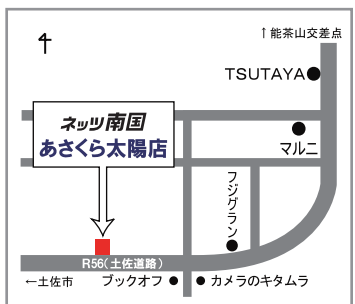 ↑能茶山交差点
TSUTAYA
ネッツ南国
あさくら太陽店
マルニ
フジグラン
R56(土佐道路)
←土佐市
ブックオフ
カメラのキタムラ